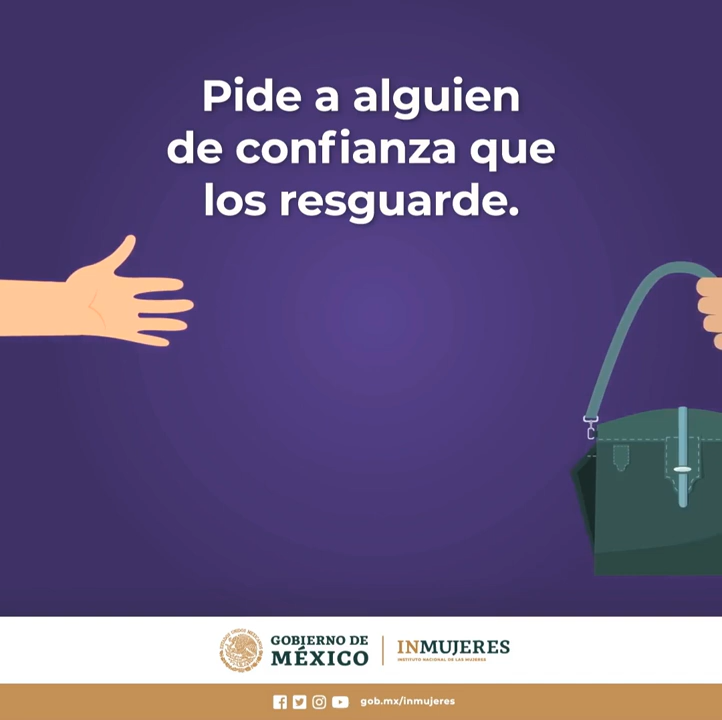 Pide a alguien
de confianza que
los resguarde.
GOBIERNO DE
MÉXICO
INMUJERES
INSTITUTO NACIONAL DE LAS MUJERES
gob.mx/inmujeres